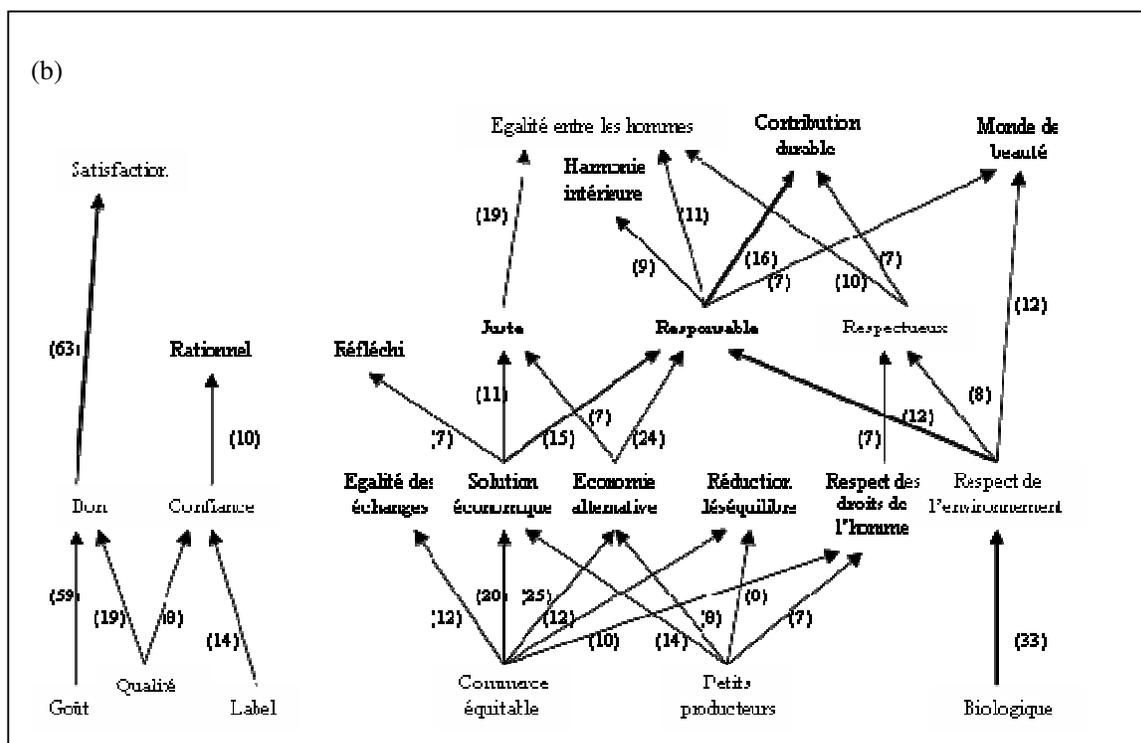 (b)
Egalité entre les hommes
Contribution
durable
Monde de
beauté
Satisfaction
Harmonie
intérieure
(19)
(11)
(9)
(16)
(7)
(7)
(10)
(12)
(63)
Rationnel
Réfléchi
Juste
Responsable
Respectueux
(10)
(7)
(11)
(15)
(7)
(24)
(7)
(12)
(8)
Bon
Confiance
Egalité des
échanges
Solution
économique
Economie
alternative
Réduction
déséquilibre
Respect des
droits de
l'homme
Respect de
l'environnement
(59)
(19)
(8)
(14)
(12)
(20)
(25)
(12)
(10)
(14)
(8)
(7)
(33)
Goût
Qualité
Label
Commerce
équitable
Petits
producteurs
Biologique